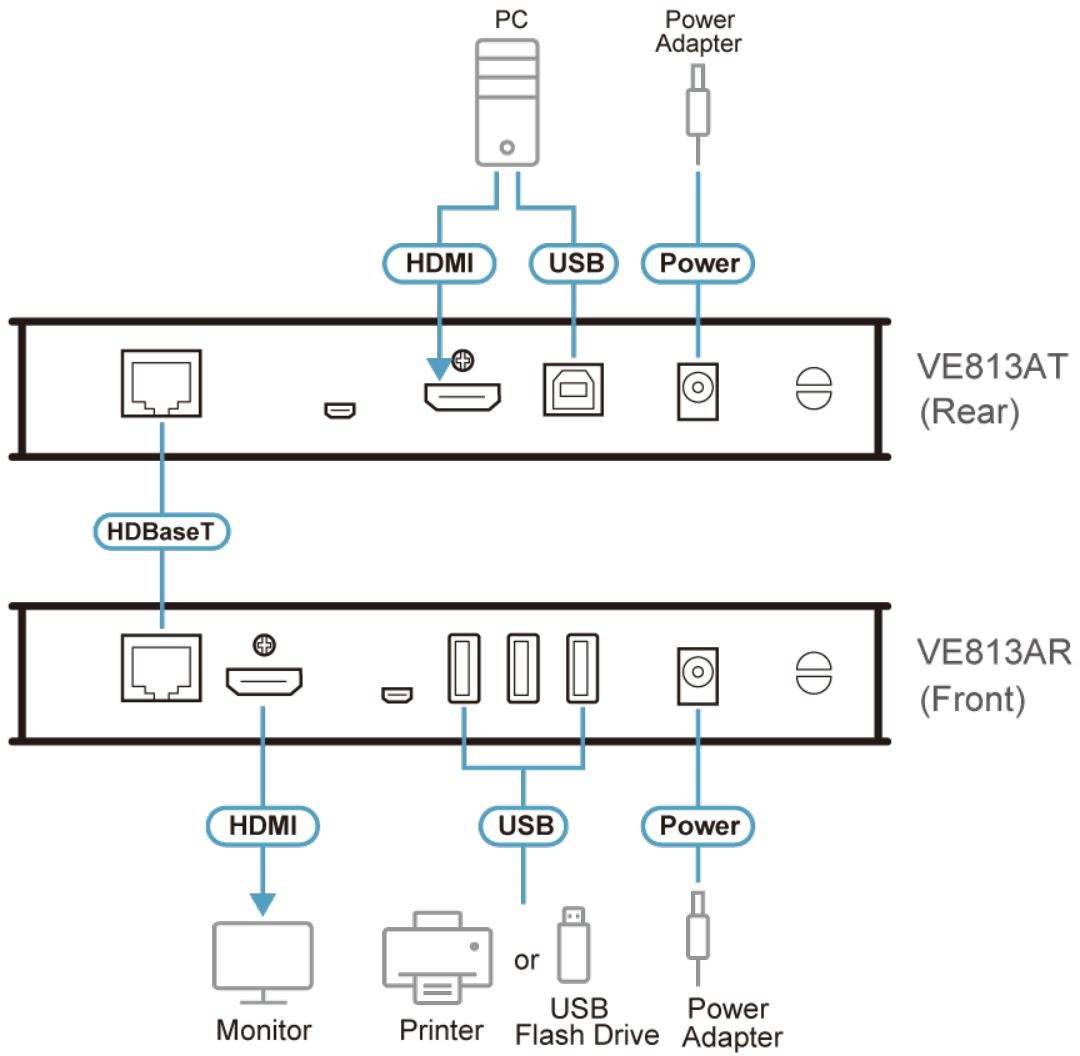 PC
Power
Adapter
HDMI
USB
Power
VE813AT
(Rear)
HDBaseT
VE813AR
(Front)
HDMI
USB
Power
or
Monitor
Printer
USB
Flash Drive
Power
Adapter